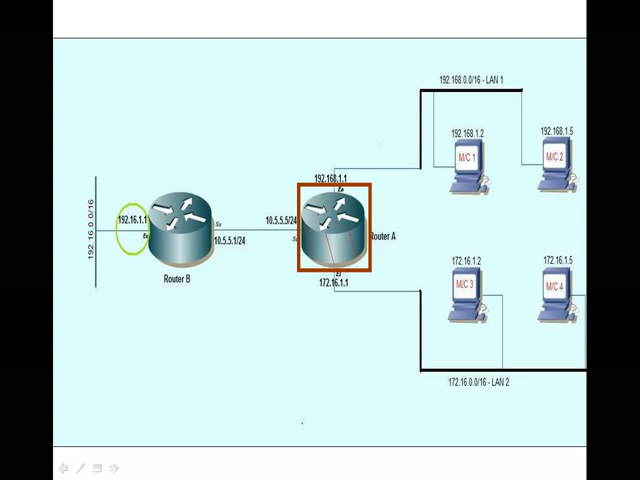 192.168.0.0/16 - LAN 1
192.168.1.2
192.168.1.5
M/C 1
M/C 2
192.168.1.1
Eo
192.16.0.0/16
192.16.1.1
Eo
So
10.5.5.1/24
10.5.5.5/24
So
Router A
Router B
E1
172.16.1.1
172.16.1.2
172.16.1.5
M/C 3
M/C 4
172.16.0.0/16 - LAN 2